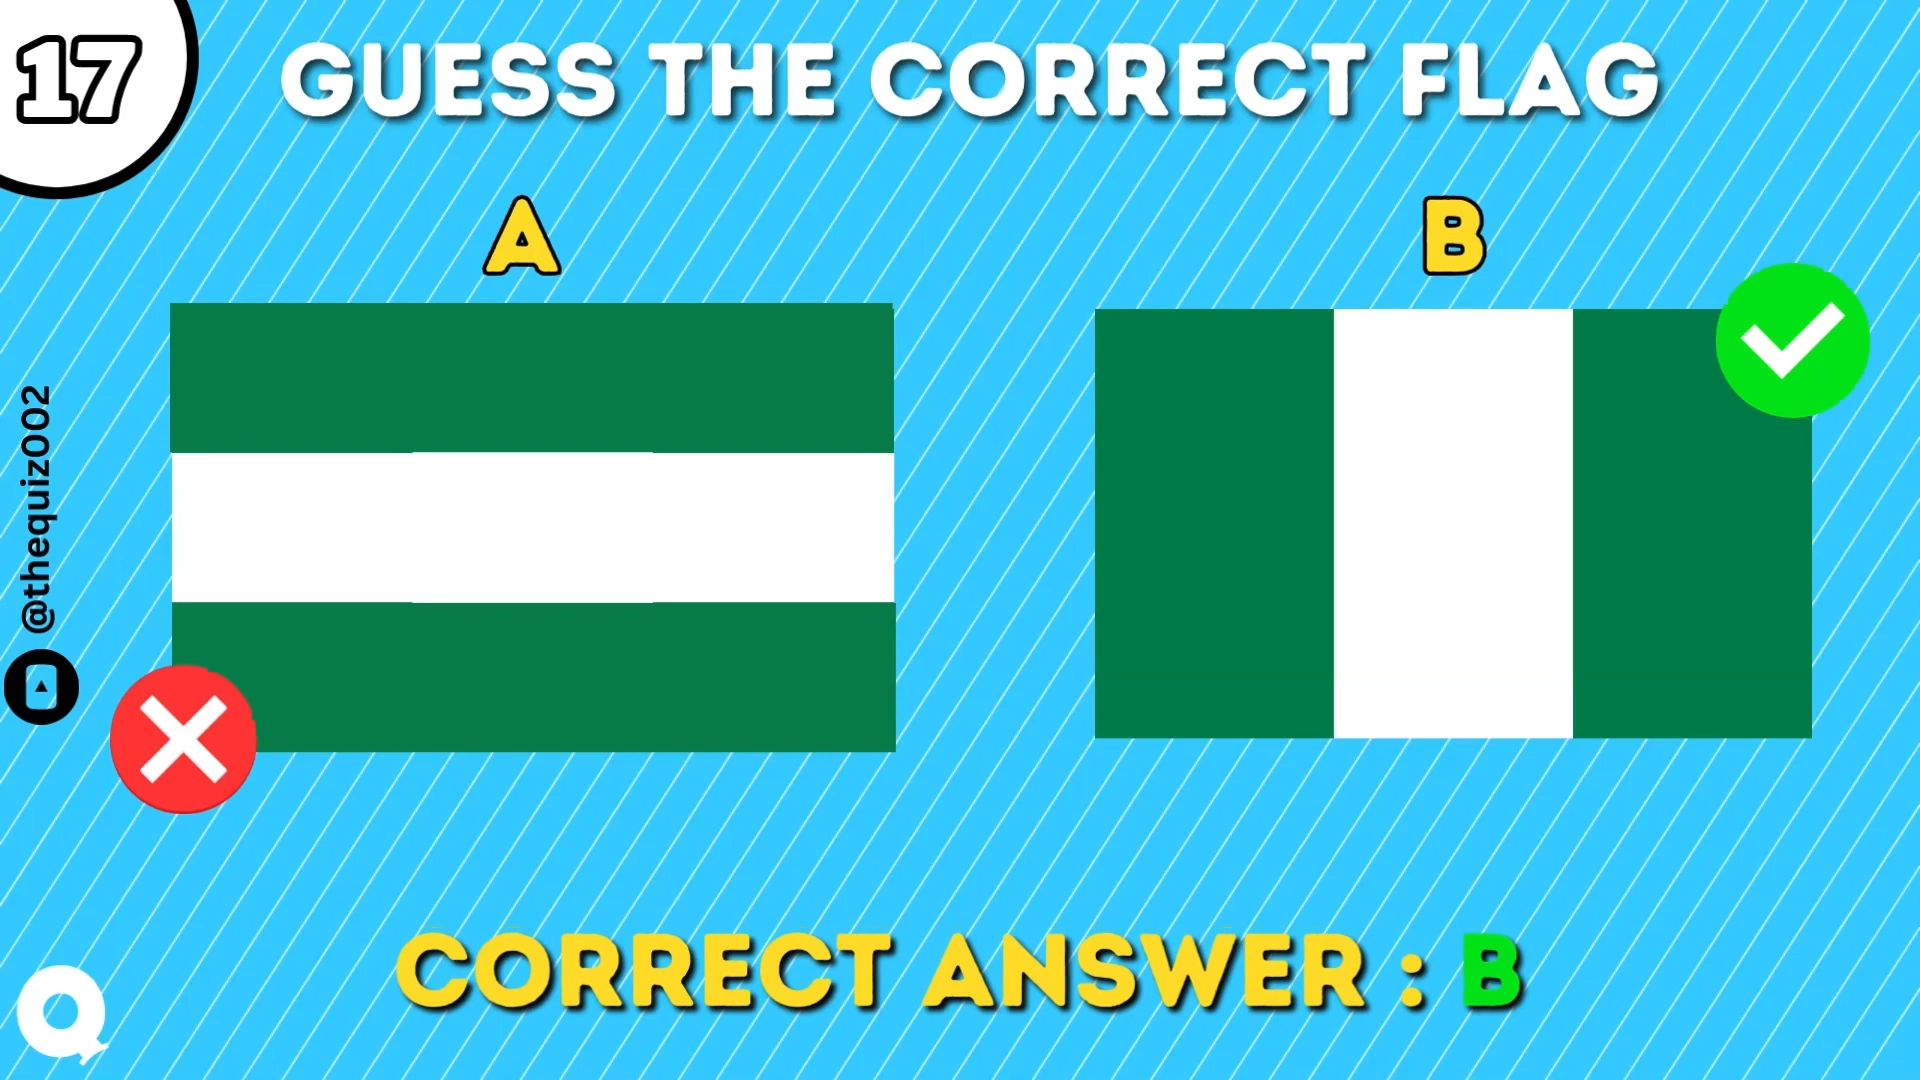 17
GUESS THE CORRECT FLAG
A
B
@thequiz002
CORRECT ANSWER : B
Q